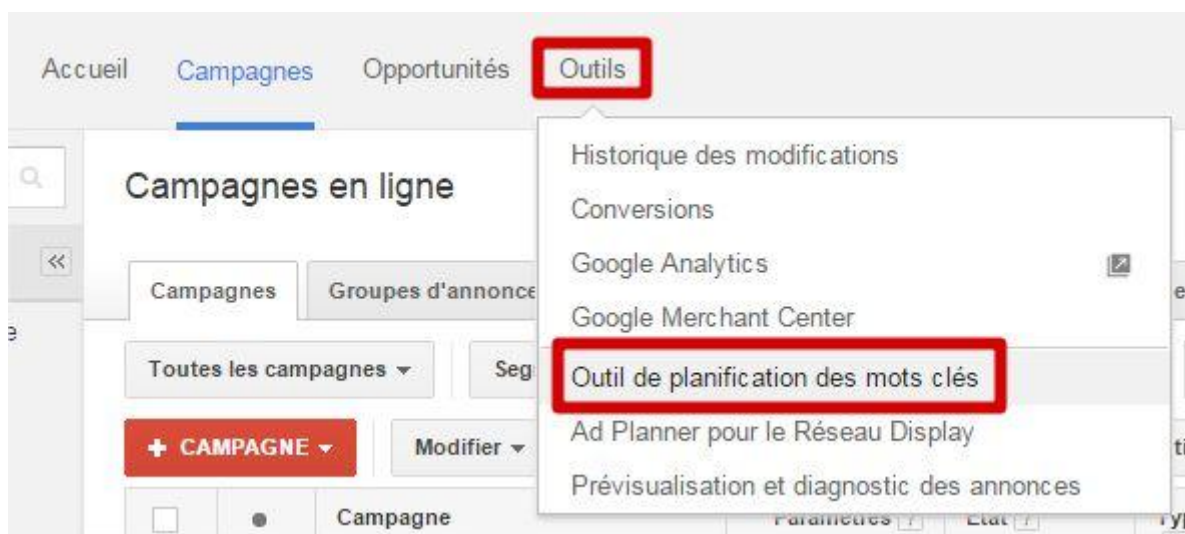 Accueil Campagnes Opportunités Outils
Historique des modifications
Campagnes en ligne
Conversions
Google Analytics
Campagnes Groupes d'annonce
Google Merchant Center
Toutes les campagnes
Outil de planification des mots clés
Ad Planner pour le Réseau Display
+ CAMPAGNE Modifier
Prévisualisation et diagnostic des annonces
Campagne Paramètres ? État ?